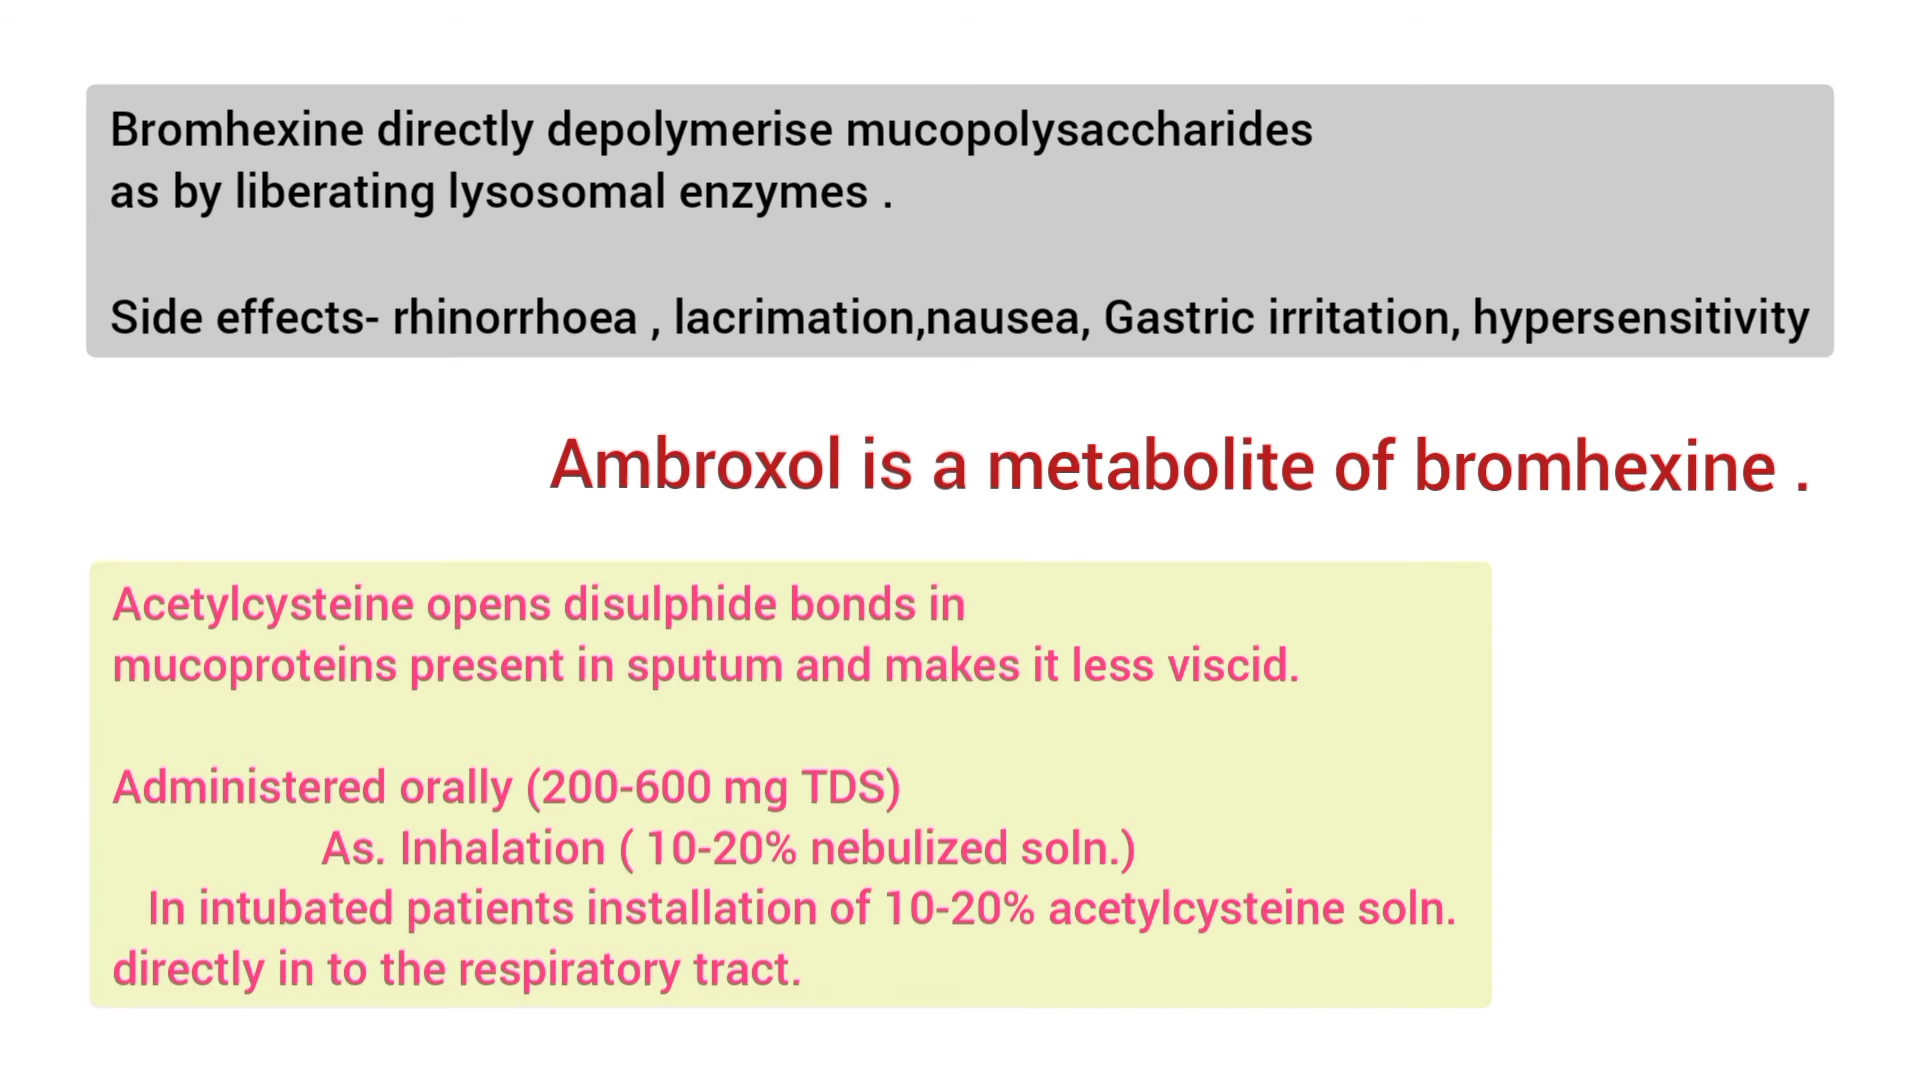 Bromhexine directly depolymerise mucopolysaccharides
as by liberating lysosomal enzymes .
Side effects- rhinorrhoea , lacrimation,nausea, Gastric irritation, hypersensitivity
Ambroxol is a metabolite of bromhexine .
Acetylcysteine opens disulphide bonds in
mucoproteins present in sputum and makes it less viscid.
Administered orally (200-600 mg TDS)
As. Inhalation ( 10-20% nebulized soln.)
In intubated patients installation of 10-20% acetylcysteine soln.
directly in to the respiratory tract.